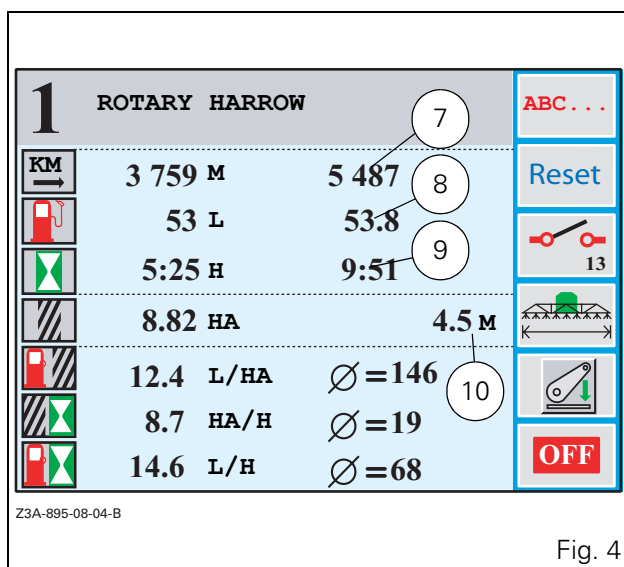 1 ROTARY HARROW 7 ABC...
KM 3 759 M 5 487 Reset
53 L 53.8 8
5:25 H 9:51 9 13
8.82 HA 4.5 M
12.4 L/HA ∅=146 10
8.7 HA/H ∅=19
14.6 L/H ∅=68 OFF
Z3A-895-08-04-B
Fig. 4